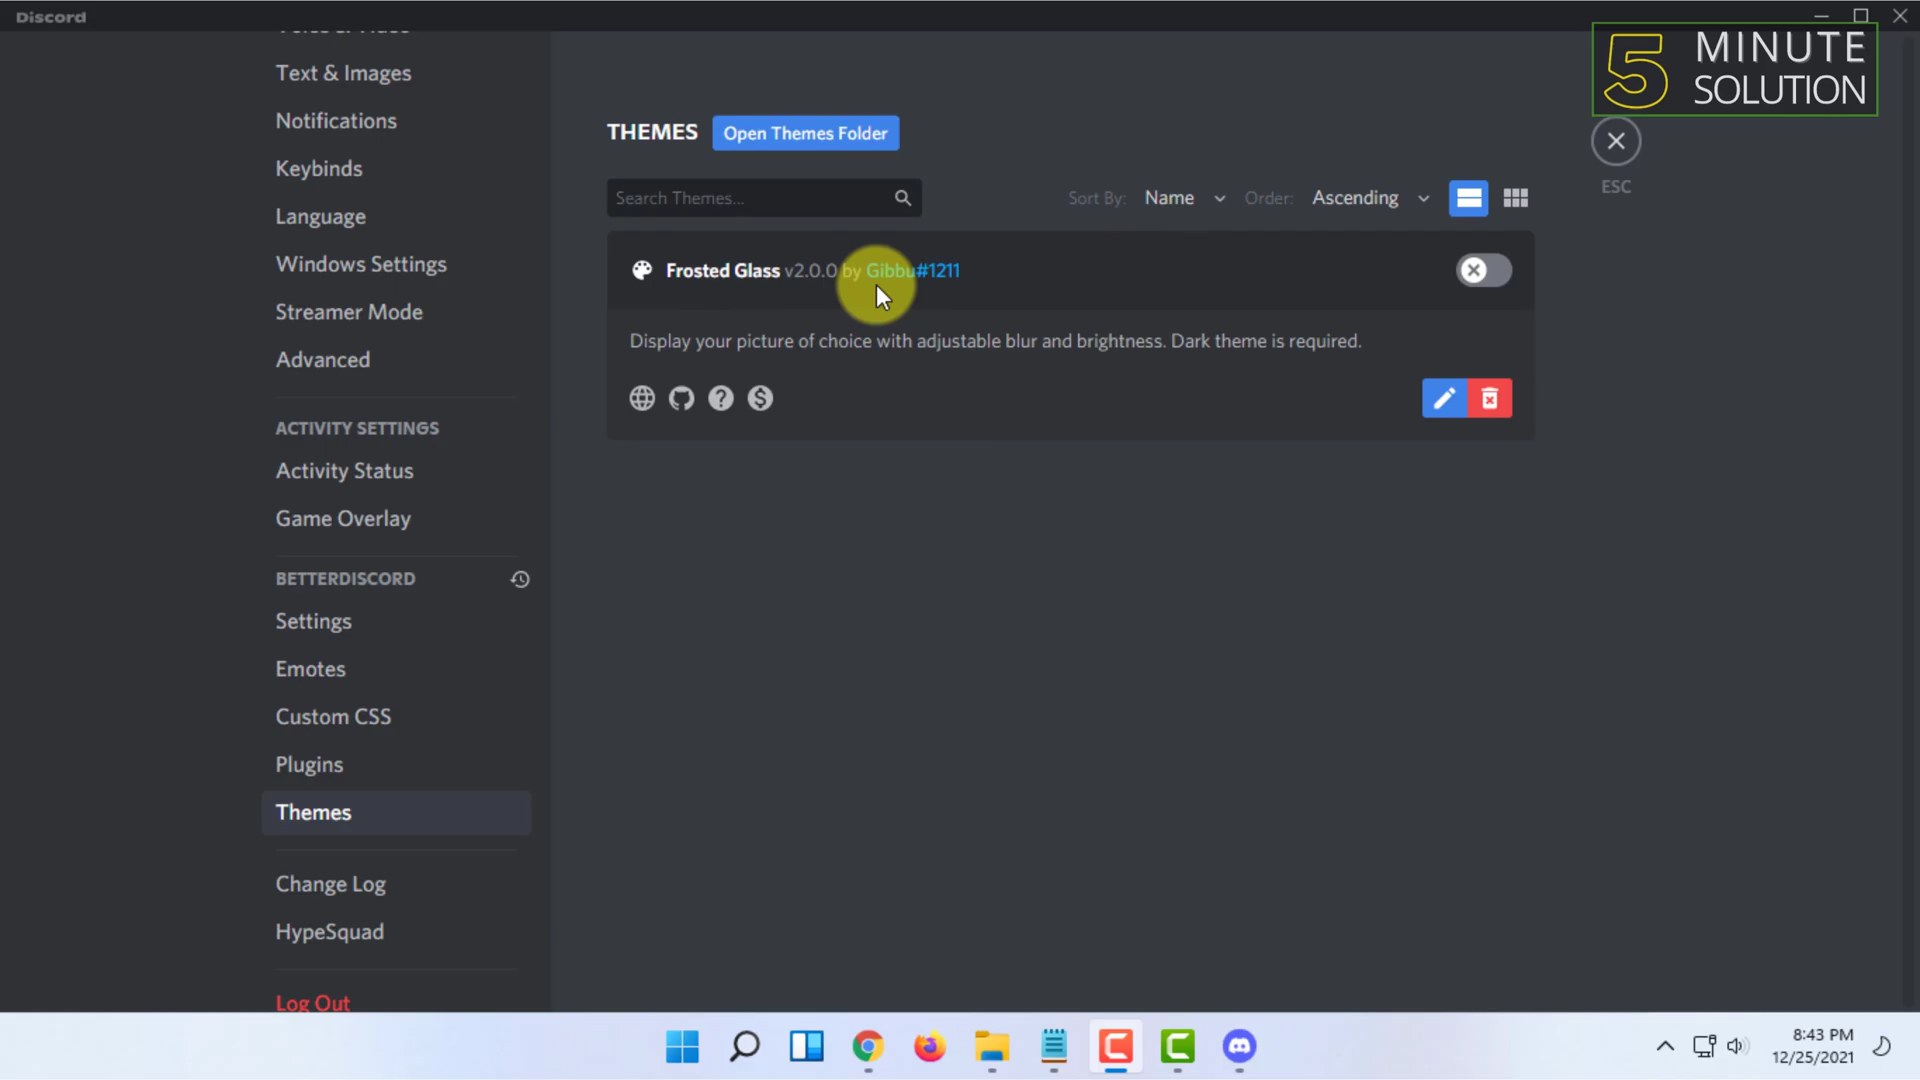 Discord
Voice & Video
Text & Images
Notifications
Keybinds
Language
Windows Settings
Streamer Mode
Advanced
ACTIVITY SETTINGS
Activity Status
Game Overlay
BETTERDISCORD
Settings
Emotes
Custom CSS
Plugins
Themes
Change Log
HypeSquad
Log Out
THEMES Open Themes Folder
Search Themes... Sort By: Name Order: Ascending
Frosted Glass v2.0.0 by Gibbu#1211
Display your picture of choice with adjustable blur and brightness. Dark theme is required.
5 MINUTE
SOLUTION
ESC
8:43 PM
12/25/2021